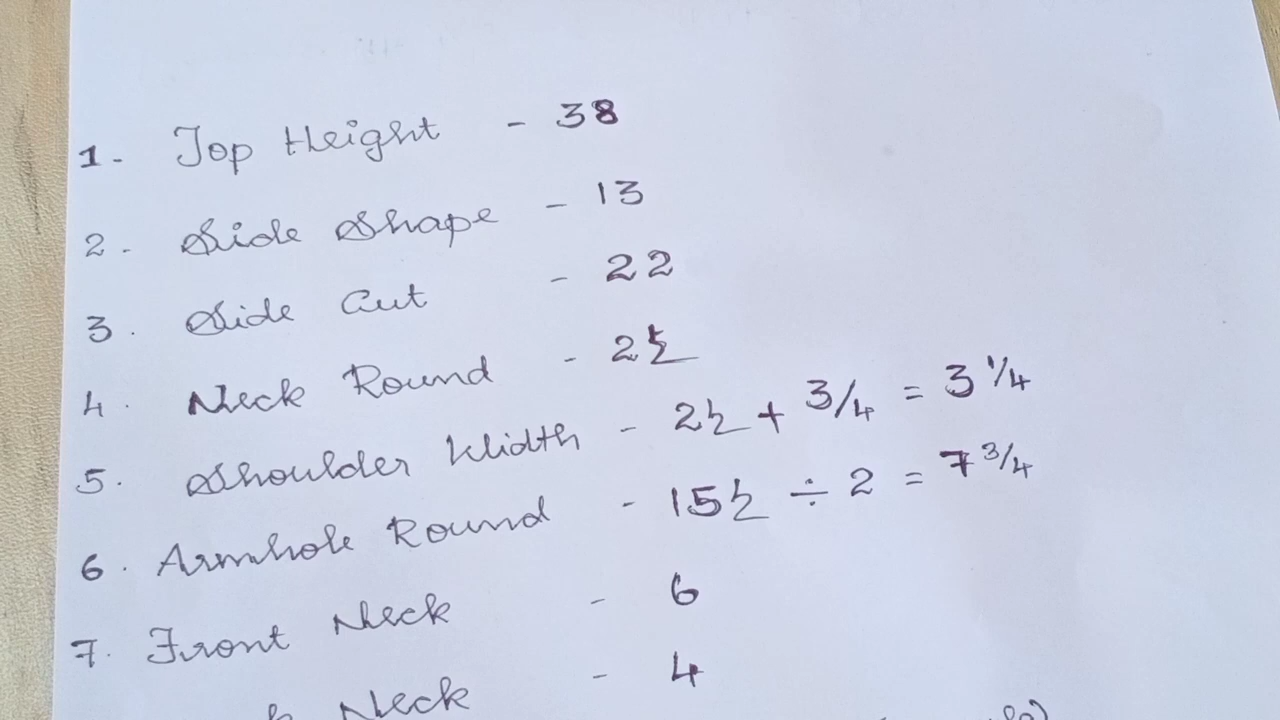 1. Top Height - 38
2. Side Shape - 13
3. Side Cut - 22
4. Neck Round - 2½
5. Shoulder Width - 2½ + 3/4 = 3 1/4
6. Armhole Round - 15½ ÷ 2 = 7 3/4
7. Front Neck - 6
Neck - 4